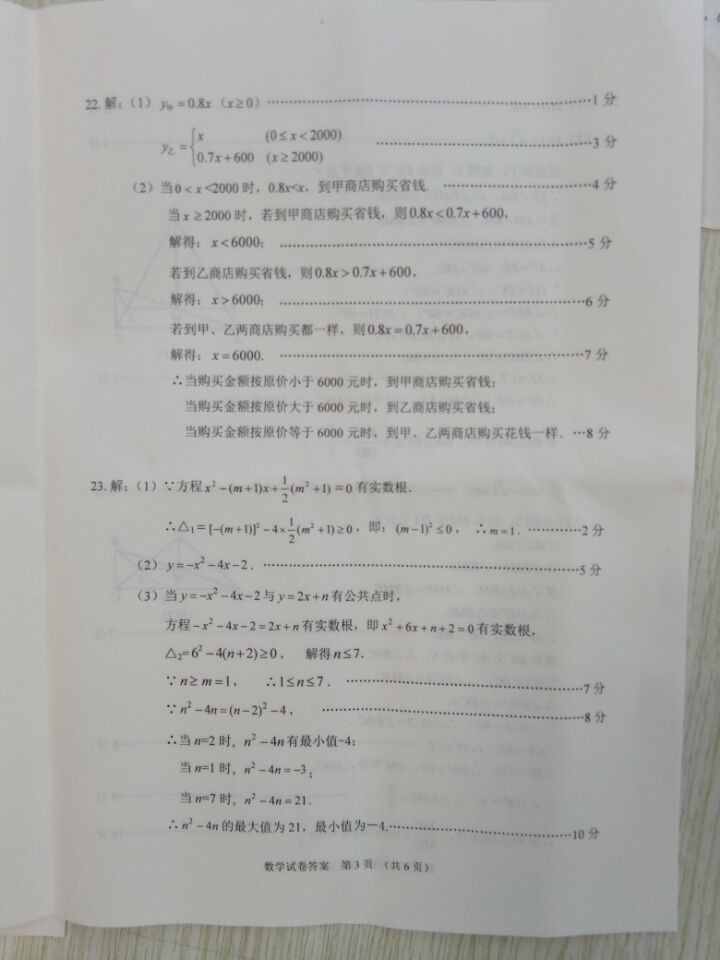 22. 解：（1） y甲 = 0.8x （x ≥ 0） ……1 分
y乙 = { x (0 ≤ x < 2000)
0.7x + 600 (x ≥ 2000) ……3 分
（2）当 0 < x <2000 时，0.8x<x，到甲商店购买省钱. ……4 分
当 x ≥ 2000 时，若到甲商店购买省钱，则 0.8x < 0.7x + 600，
解得：x < 6000； ……5 分
若到乙商店购买省钱，则 0.8x > 0.7x + 600，
解得：x > 6000； ……6 分
若到甲、乙两商店购买都一样，则 0.8x = 0.7x + 600，
解得：x = 6000. ……7 分
∴当购买金额按原价小于 6000 元时，到甲商店购买省钱；
当购买金额按原价大于 6000 元时，到乙商店购买省钱；
当购买金额按原价等于 6000 元时，到甲、乙两商店购买花钱一样. …8 分
23. 解：（1）∵方程 x² − (m+1)x + 1/2(m² + 1) = 0 有实数根.
∴△₁ = [−(m+1)]² − 4×1/2(m² + 1) ≥ 0，即：(m−1)² ≤ 0， ∴ m = 1. ……2 分
（2） y = −x² − 4x − 2. ……5 分
（3）当 y = −x² − 4x − 2 与 y = 2x + n 有公共点时，
方程 −x² − 4x − 2 = 2x + n 有实数根，即 x² + 6x + n + 2 = 0 有实数根，
△₂= 6² − 4(n+2) ≥ 0， 解得 n ≤ 7.
∵ n ≥ m = 1， ∴1 ≤ n ≤ 7. ……7 分
∵ n² − 4n = (n−2)² − 4， ……8 分
∴当 n=2 时，n² − 4n 有最小值−4；
当 n=1 时，n² − 4n = −3；
当 n=7 时，n² − 4n = 21.
∴ n² − 4n 的最大值为 21，最小值为−4. ……10 分
数学试卷答案 第 3 页 （共 6 页）